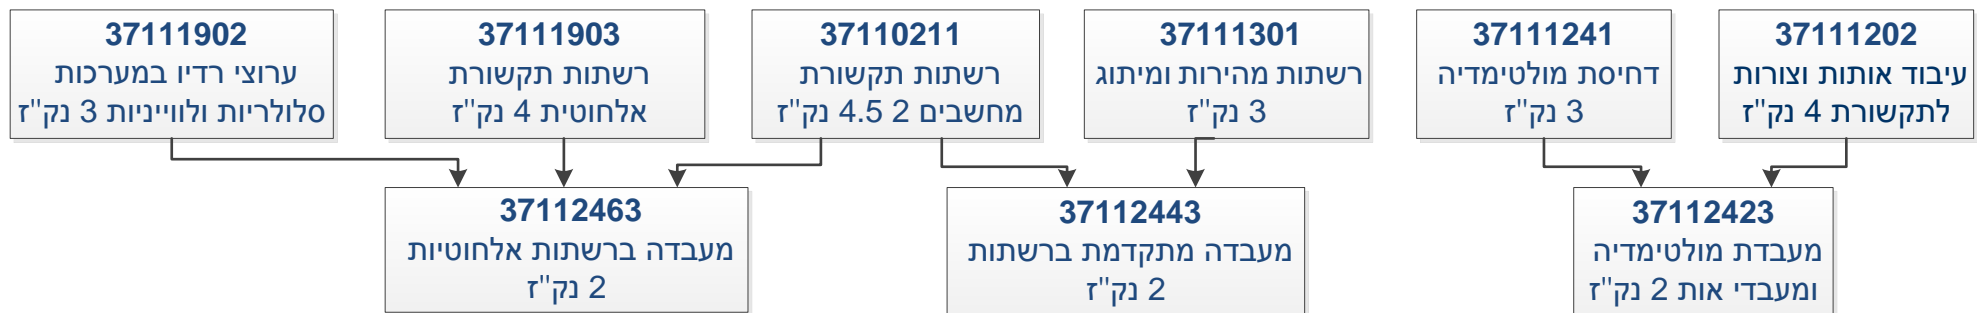 37111202
עיבוד אותות וצורות
לתקשורת 4 נק"ז
37111241
דחיסת מולטימדיה
3 נק"ז
37111301
רשתות מהירות ומיתוג
3 נק"ז
37110211
רשתות תקשורת
מחשבים 2 4.5 נק"ז
37111903
רשתות תקשורת
אלחוטית 4 נק"ז
37111902
ערוצי רדיו במערכות
סלולריות ולווייניות 3 נק"ז
37112423
מעבדת מולטימדיה
ומעבדי אות 2 נק"ז
37112443
מעבדה מתקדמת ברשתות
2 נק"ז
37112463
מעבדה ברשתות אלחוטיות
2 נק"ז